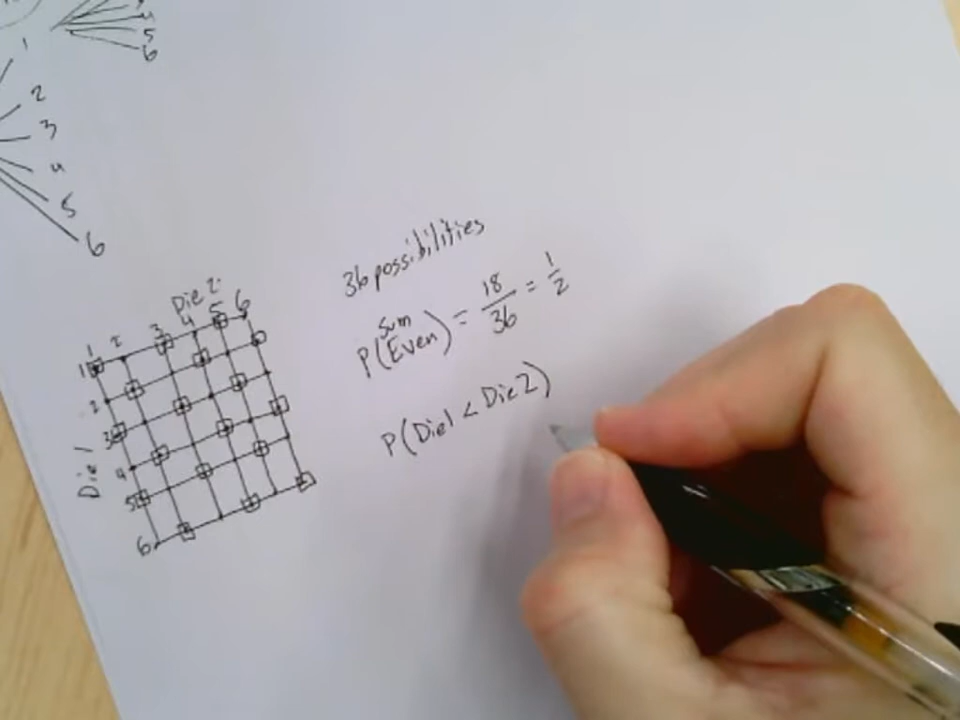 5
6
1
2
3
4
5
6
36 possibilities
P(Sum Even) = 18/36 = 1/2
Die 2
1 2 3 4 5 6
Die 1
1
2
3
4
5
6
P(Die1 < Die2)